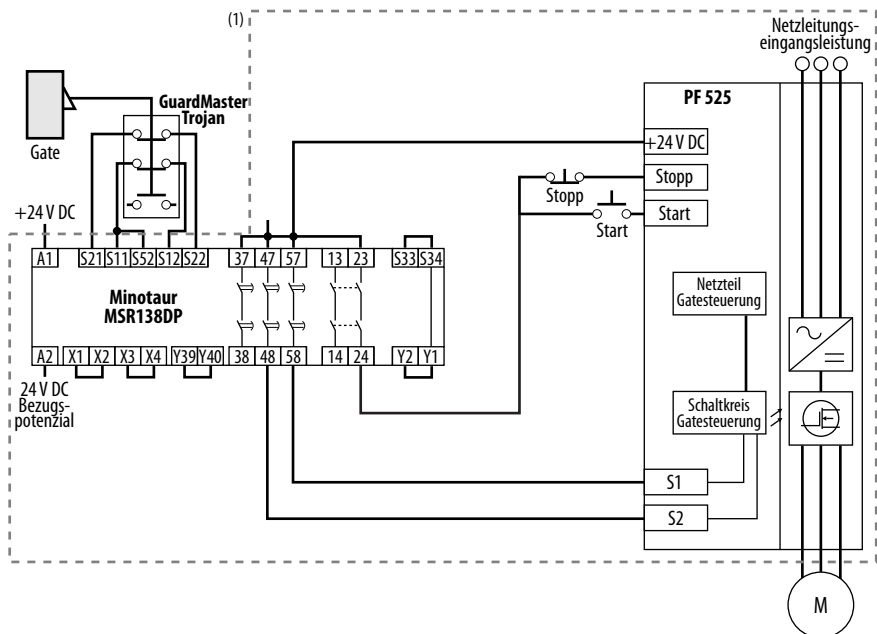 (1)
Netzleitungs-
eingangsleistung
GuardMaster
Trojan
Gate
PF 525
+24 V DC
Stopp
Start
Stopp
Start
+24 V DC
A1 S21 S11 S52 S12 S22 37 47 57 13 23 S33 S34
Minotaur
MSR138DP
A2 X1 X2 X3 X4 Y39 Y40 38 48 58 14 24 Y2 Y1
24 V DC
Bezugs-
potenzial
Netzteil
Gatesteuerung
Schaltkreis
Gatesteuerung
S1
S2
M